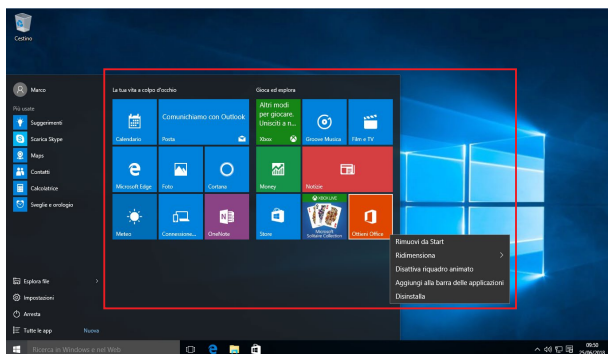 Cestino
Marco
Più usate
Suggerimenti
Scarica Skype
Maps
Contatti
Calcolatrice
Sveglie e orologio
Esplora file
Impostazioni
Arresta
Tutte le app Nuova
La tua vita a colpo d'occhio
Calendario
Comunichiamo con Outlook
Posta
Microsoft Edge
Foto
Cortana
Meteo
Connessione...
OneNote
Gioca ed esplora
Altri modi
per giocare.
Unisciti a n...
Xbox
Groove Musica
Film e TV
Money
Notizie
Store
XBOX LIVE
Microsoft
Solitaire Collection
Ottieni Office
Rimuovi da Start
Ridimensiona
Disattiva riquadro animato
Aggiungi alla barra delle applicazioni
Disinstalla
Ricerca in Windows e nel Web
09:50
25/06/2018